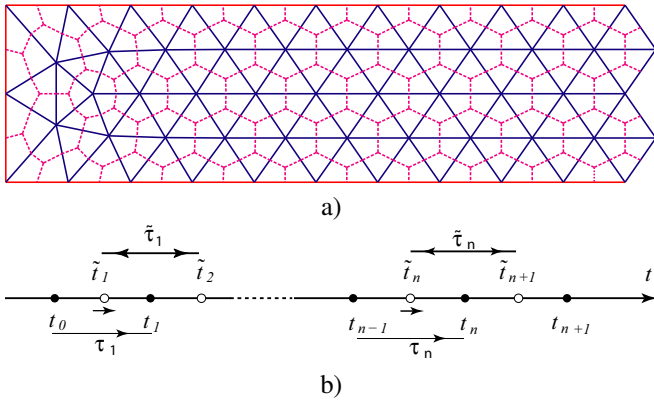 a)
τ̃₁ τ̃ₙ
t̃₁ t̃₂ t̃ₙ t̃ₙ₊₁ t
t₀ t₁ tₙ₋₁ tₙ tₙ₊₁
τ₁ τₙ
b)